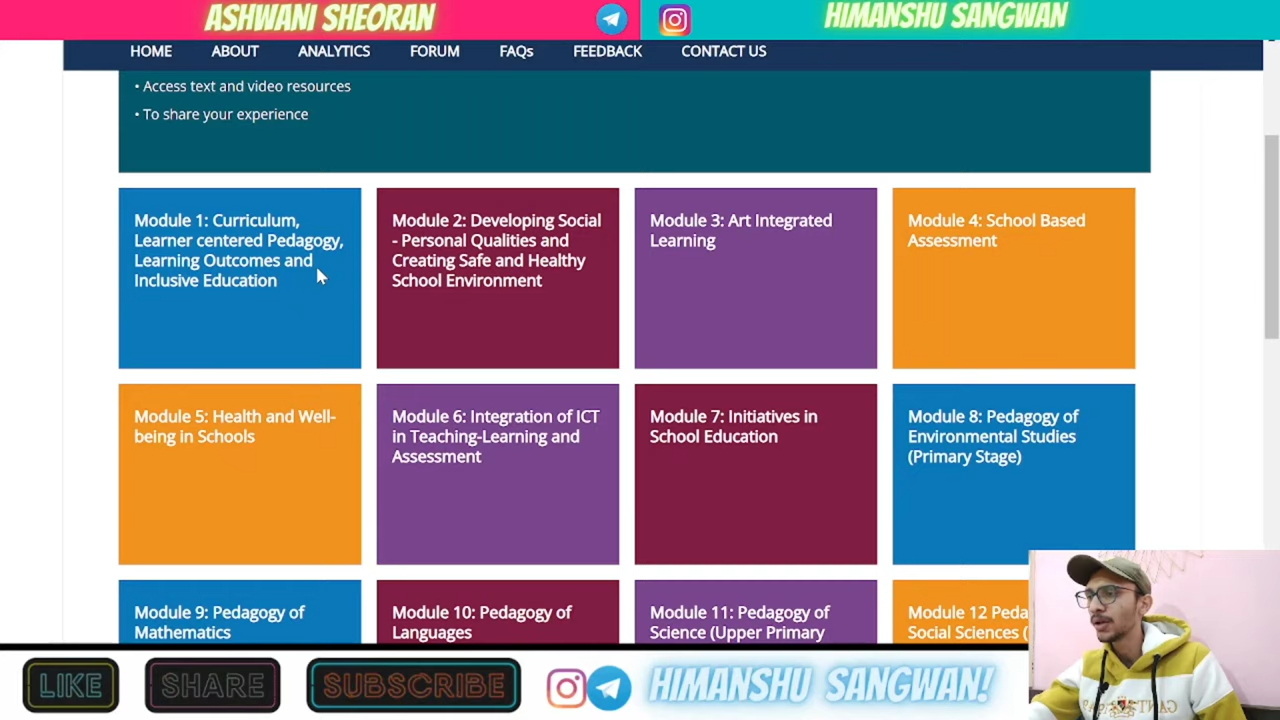 ASHWANI SHEORAN
HIMANSHU SANGWAN
HOME ABOUT ANALYTICS FORUM FAQs FEEDBACK CONTACT US
• Access text and video resources
• To share your experience
Module 1: Curriculum,
Learner centered Pedagogy,
Learning Outcomes and
Inclusive Education
Module 2: Developing Social
- Personal Qualities and
Creating Safe and Healthy
School Environment
Module 3: Art Integrated
Learning
Module 4: School Based
Assessment
Module 5: Health and Well-
being in Schools
Module 6: Integration of ICT
in Teaching-Learning and
Assessment
Module 7: Initiatives in
School Education
Module 8: Pedagogy of
Environmental Studies
(Primary Stage)
Module 9: Pedagogy of
Mathematics
Module 10: Pedagogy of
Languages
Module 11: Pedagogy of
Science (Upper Primary
Module 12 Peda
Social Sciences (
LIKE SHARE SUBSCRIBE HIMANSHU SANGWAN!